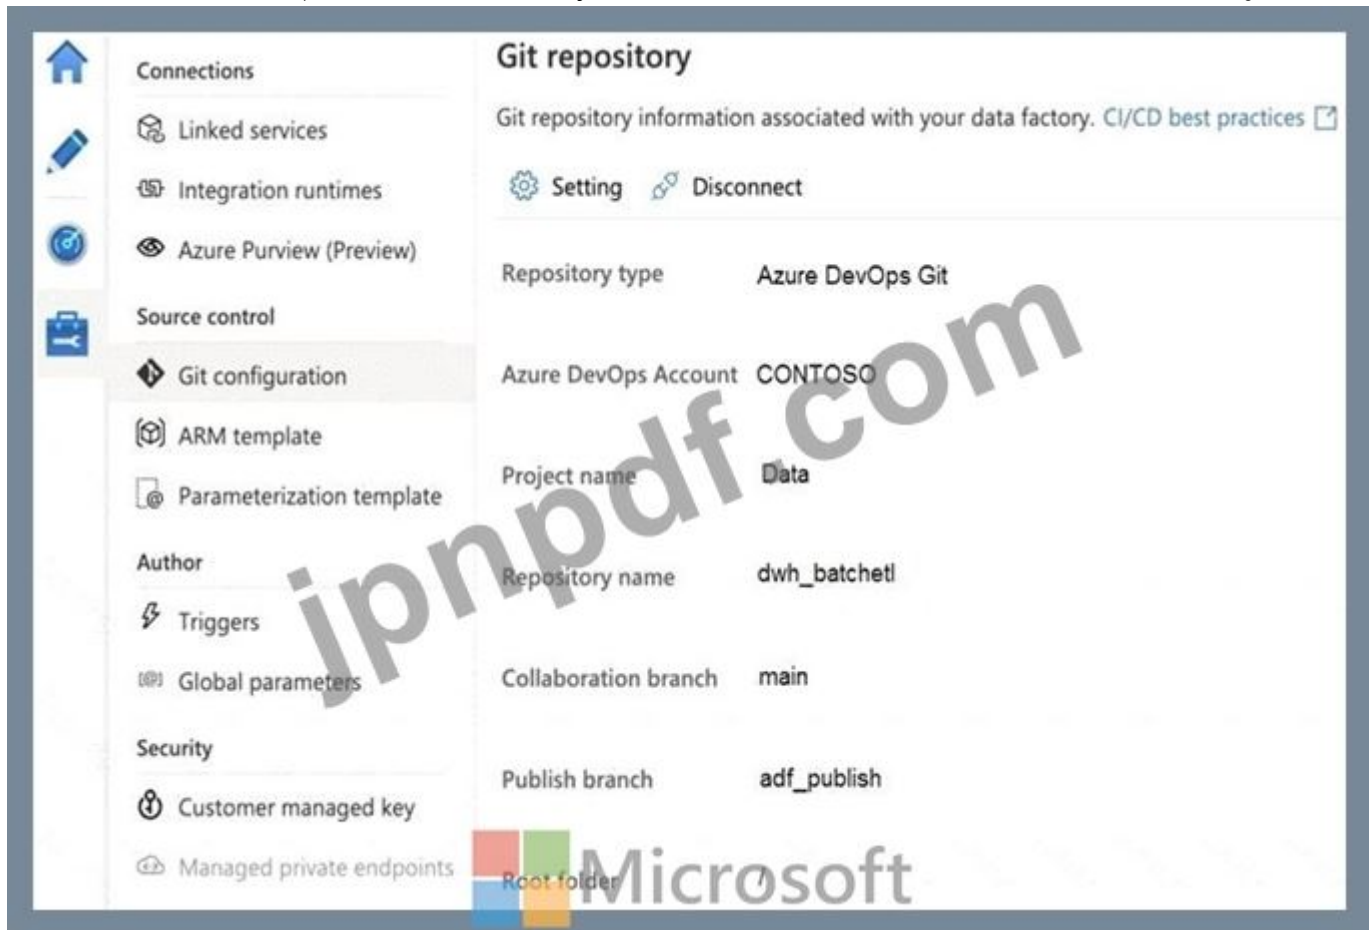 Connections
Linked services
Integration runtimes
Azure Purview (Preview)
Source control
Git configuration
ARM template
Parameterization template
Author
Triggers
Global parameters
Security
Customer managed key
Managed private endpoints
Git repository
Git repository information associated with your data factory. CI/CD best practices
Setting Disconnect
Repository type Azure DevOps Git
Azure DevOps Account CONTOSO
Project name Data
Repository name dwh_batchetl
Collaboration branch main
Publish branch adf_publish
Root folder /
jpnpdf.com
Microsoft